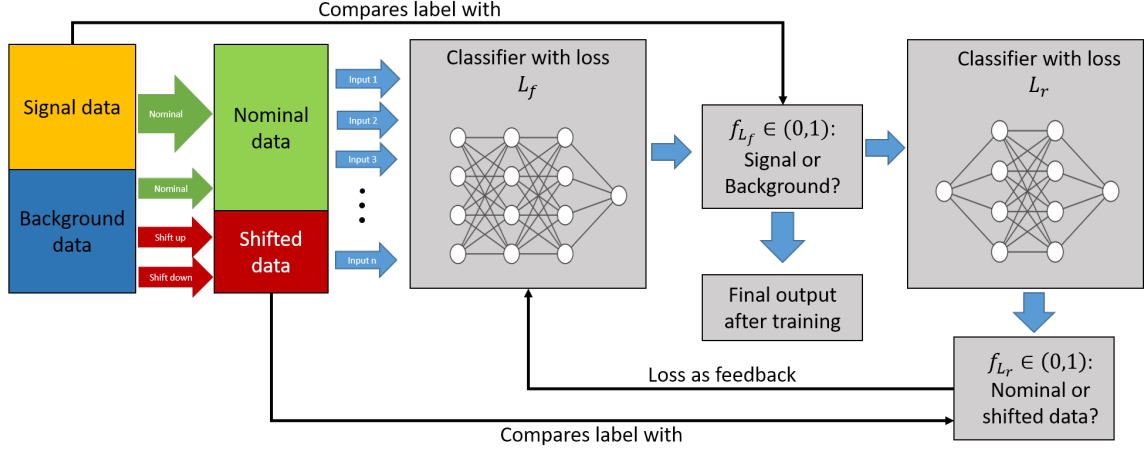 Compares label with
Signal data
Background
data
Nominal
Nominal
Shift up
Shift down
Nominal
data
Shifted
data
Input 1
Input 2
Input 3
Input n
Classifier with loss
L_f
f_{L_f} ∈ (0,1):
Signal or
Background?
Final output
after training
Classifier with loss
L_r
f_{L_r} ∈ (0,1):
Nominal or
shifted data?
Loss as feedback
Compares label with